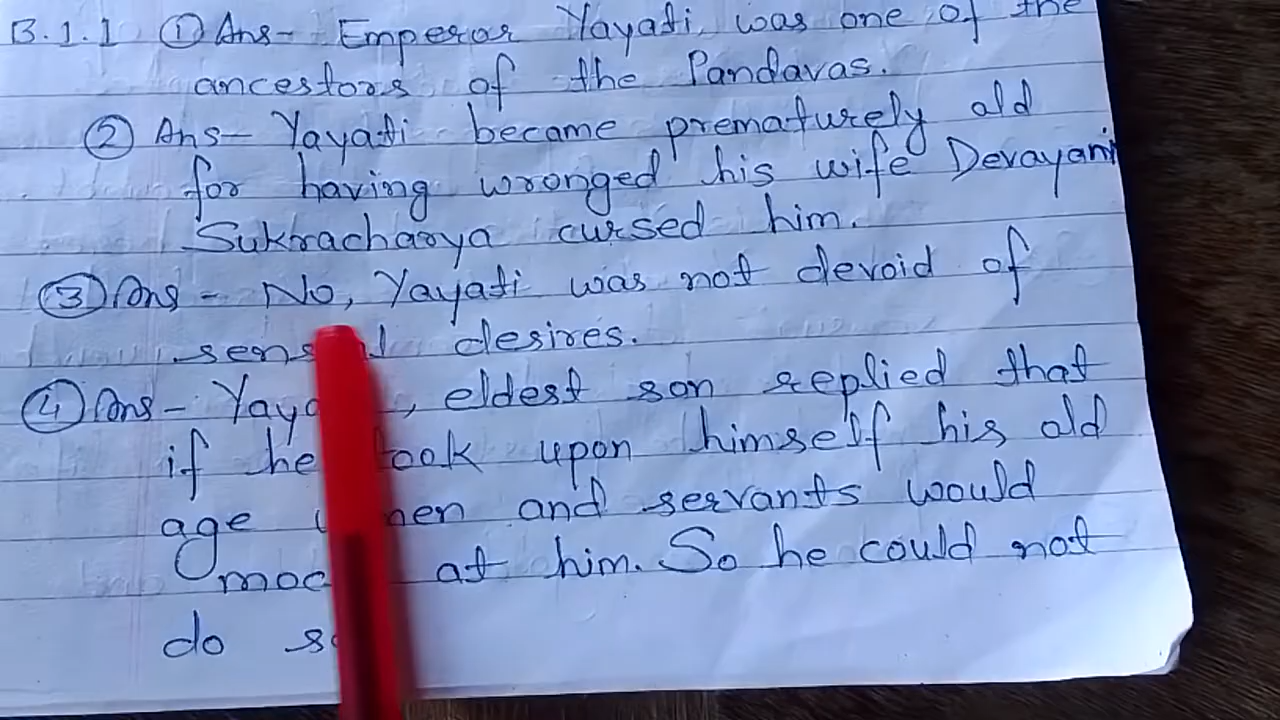 B.1.1 ① Ans- Emperor Yayati, was one of the
ancestors of the Pandavas.
② Ans- Yayati became prematurely old
for having wronged his wife Devayani
Sukracharya cursed him.
③ Ans - No, Yayati was not devoid of
desires.
④ Ans - eldest son replied that
if he took upon himself his old
age and servants would
at him. So he could not
do